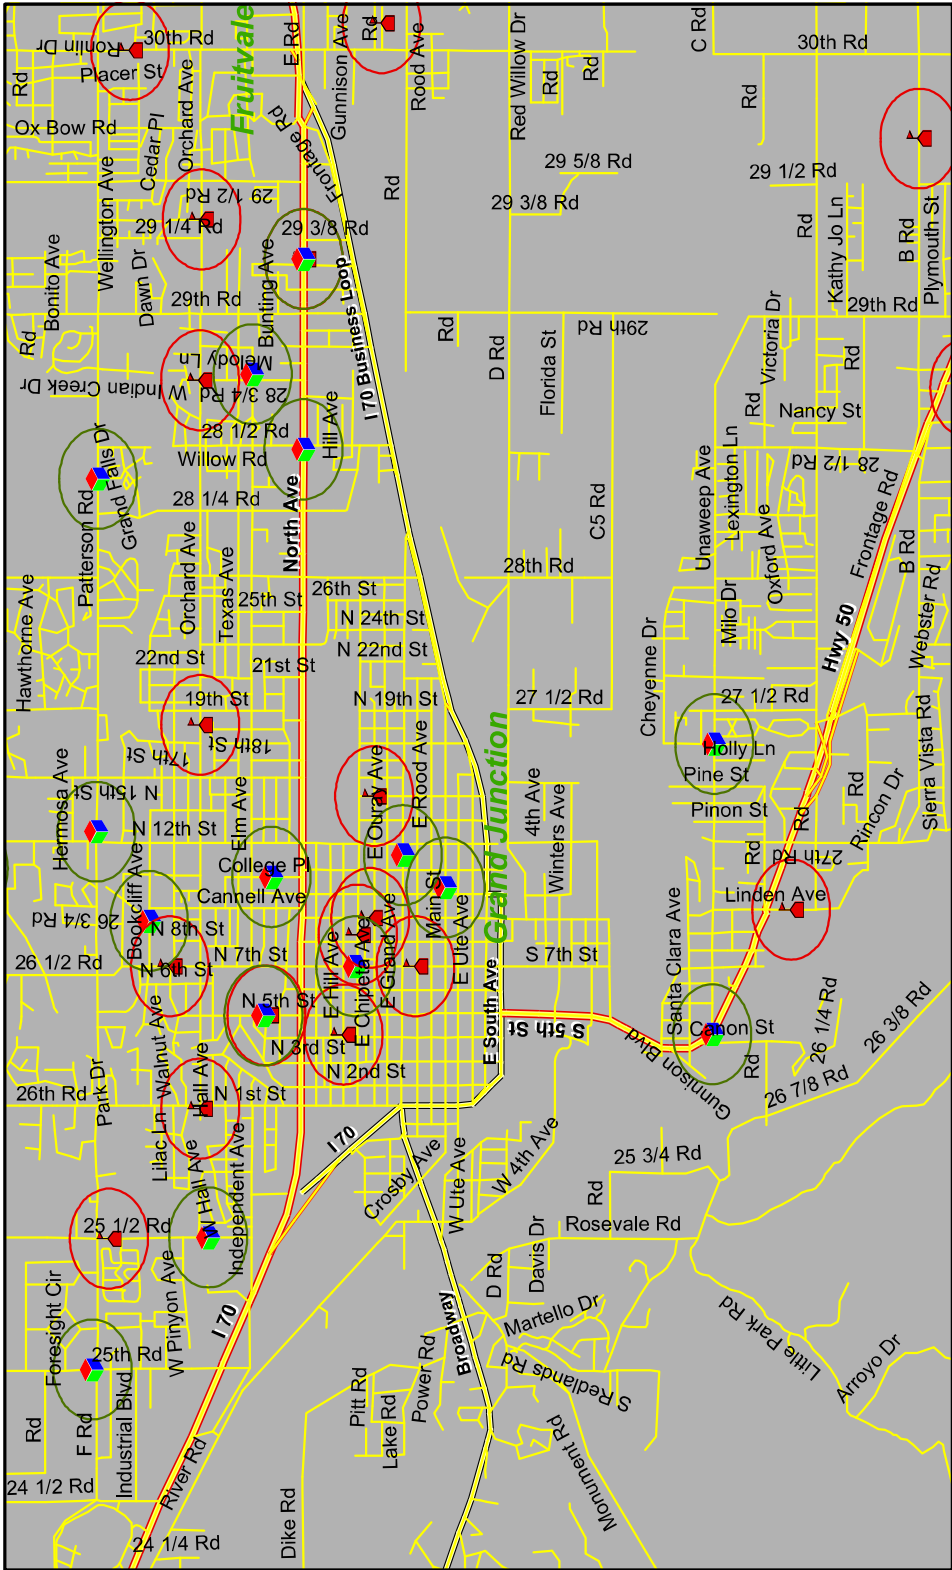 Ronlin Dr
30th Rd
Placer St
Rd
Ox Bow Rd
Cedar Pl
Orchard Ave
Fruitvale
E Rd
Gunnison Ave
Rd
Rood Ave
Red Willow Dr
Rd
Rd
C Rd
30th Rd
Rd
Frontage Rd
Wellington Ave
29 1/2 Rd
29 1/4 Rd
Rd
29 5/8 Rd
29 3/8 Rd
29 1/2 Rd
29 3/8 Rd
Bonito Ave
Dawn Dr
29th Rd
Bunting Ave
I 70 Business Loop
Rd
Kathy Jo Ln
B Rd
Plymouth St
29th Rd
Rd
W Indian Creek Dr
Melody Ln
28 3/4 Rd
Rd
D Rd
Florida St
29th Rd
Victoria Dr
Rd
Rd
Nancy St
28 1/2 Rd
Hill Ave
Willow Rd
28 1/4 Rd
Grand Falls Dr
Patterson Rd
North Ave
C5 Rd
Unaweep Ave
Lexington Ln
28 1/2 Rd
Frontage Rd
Oxford Ave
28th Rd
B Rd
Hawthorne Ave
Orchard Ave
Texas Ave
25th St
26th St
N 24th St
N 22nd St
22nd St
21st St
Milo Dr
Cheyenne Dr
Hwy 50
Webster Rd
19th St
N 19th St
27 1/2 Rd
27 1/2 Rd
18th St
17th St
Holly Ln
Pine St
Pinon St
Sierra Vista Rd
Rd
Rincon Dr
Rd
Hermosa Ave
N 15th St
N 12th St
Elm Ave
E Ouray Ave
E Rood Ave
Grand Junction
4th Ave
Winters Ave
Rd
27th Rd
College Pl
Cannell Ave
Main St
Linden Ave
26 3/4 Rd
Bookcliff Ave
N 8th St
26 1/2 Rd
N 6th St
N 7th St
E Hill Ave
E Chipeta Ave
E Grand Ave
E Ute Ave
S 7th St
Santa Clara Ave
N 5th St
E South Ave
S 5th St
Canon St
N 3rd St
N 2nd St
Gunnison Blvd
Rd
26 1/4 Rd
26 3/8 Rd
26 7/8 Rd
26th Rd
Park Dr
Walnut Ave
Hall Ave
N 1st St
Lilac Ln
I 70
Crosby Ave
W Ute Ave
W 4th Ave
25 3/4 Rd
Rd
25 1/2 Rd
N Hall Ave
Independent Ave
Rosevale Rd
D Rd
Davis Dr
Foresight Cir
W Pinyon Ave
I 70
Broadway
Martello Dr
Little Park Rd
25th Rd
Power Rd
Pitt Rd
Lake Rd
S Redlands Rd
Arroyo Dr
Rd
F Rd
Industrial Blvd
River Rd
Monument Rd
24 1/2 Rd
24 1/4 Rd
Dike Rd